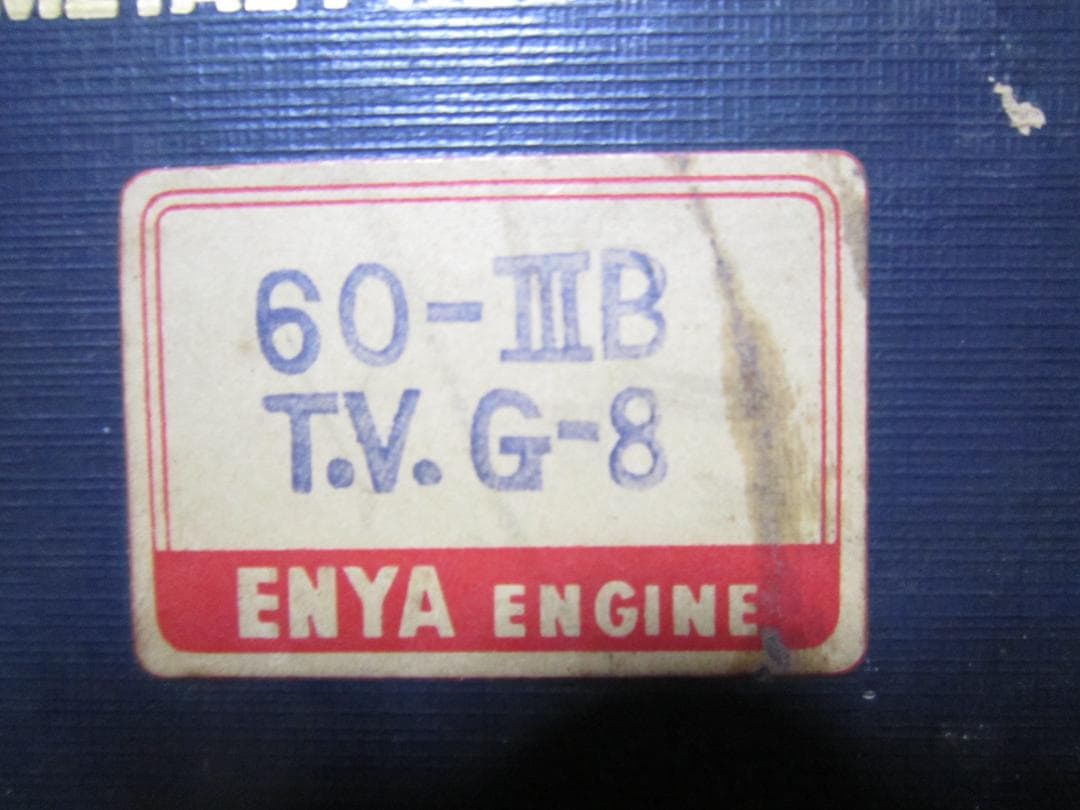 60-ⅢB
T.V. G-8
ENYA ENGINE